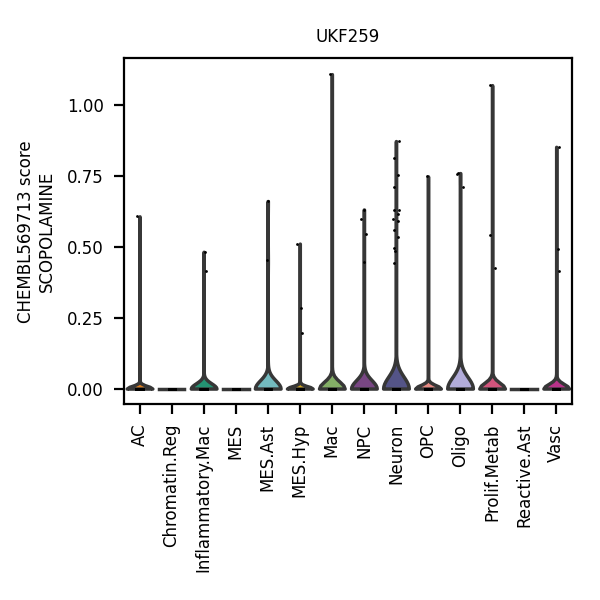 UKF259
CHEMBL569713 score
SCOPOLAMINE
1.00
0.75
0.50
0.25
0.00
AC
Chromatin.Reg
Inflammatory.Mac
MES
MES.Ast
MES.Hyp
Mac
NPC
Neuron
OPC
Oligo
Prolif.Metab
Reactive.Ast
Vasc